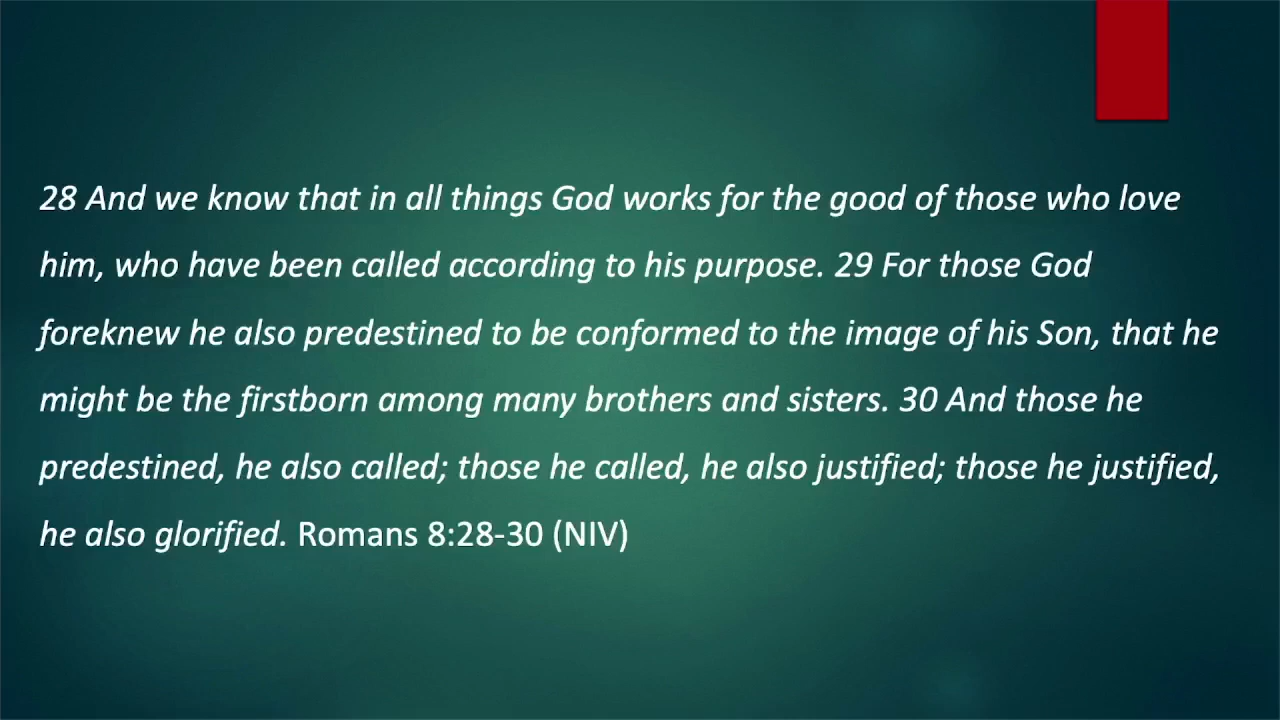 28 And we know that in all things God works for the good of those who love
him, who have been called according to his purpose. 29 For those God
foreknew he also predestined to be conformed to the image of his Son, that he
might be the firstborn among many brothers and sisters. 30 And those he
predestined, he also called; those he called, he also justified; those he justified,
he also glorified. Romans 8:28-30 (NIV)